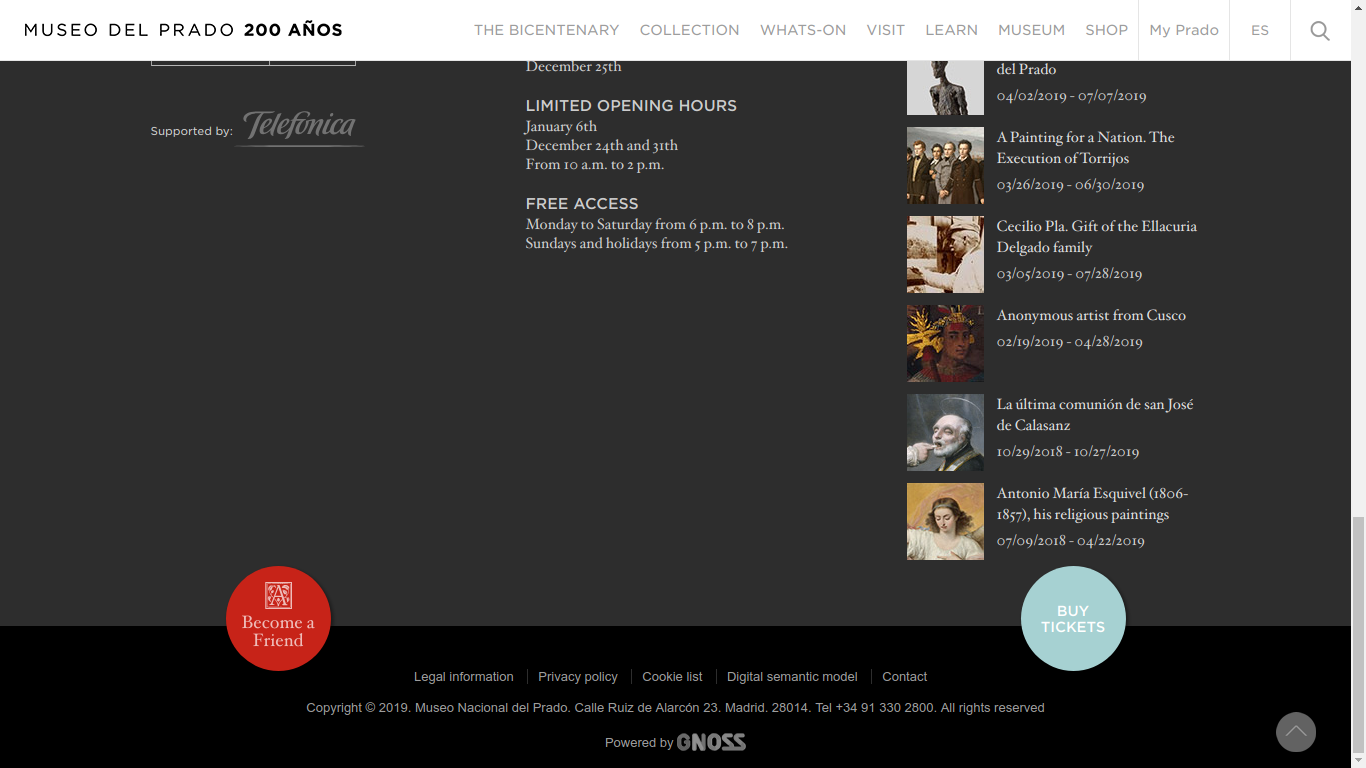 MUSEO DEL PRADO 200 AÑOS
THE BICENTENARY
COLLECTION
WHATS-ON
VISIT
LEARN
MUSEUM
SHOP
My Prado
ES
Supported by:
Telefónica
December 25th
LIMITED OPENING HOURS
January 6th
December 24th and 31th
From 10 a.m. to 2 p.m.
FREE ACCESS
Monday to Saturday from 6 p.m. to 8 p.m.
Sundays and holidays from 5 p.m. to 7 p.m.
del Prado
04/02/2019 - 07/07/2019
A Painting for a Nation. The
Execution of Torrijos
03/26/2019 - 06/30/2019
Cecilio Pla. Gift of the Ellacuria
Delgado family
03/05/2019 - 07/28/2019
Anonymous artist from Cusco
02/19/2019 - 04/28/2019
La última comunión de san José
de Calasanz
10/29/2018 - 10/27/2019
Antonio María Esquivel (1806-
1857), his religious paintings
07/09/2018 - 04/22/2019
A
Become a
Friend
BUY
TICKETS
Legal information
Privacy policy
Cookie list
Digital semantic model
Contact
Copyright © 2019. Museo Nacional del Prado. Calle Ruiz de Alarcón 23. Madrid. 28014. Tel +34 91 330 2800. All rights reserved
Powered by GNOSS